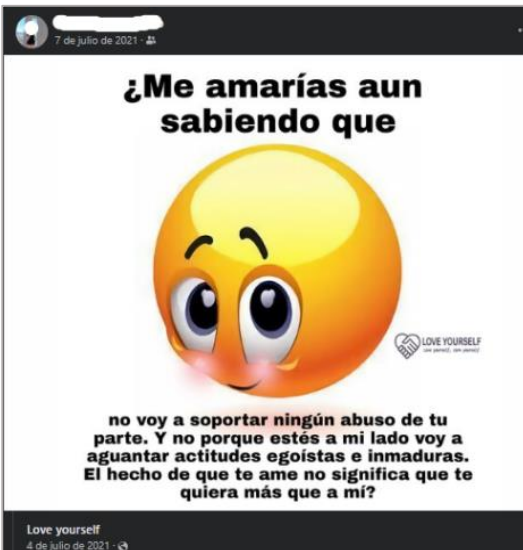 7 de julio de 2021 ·
¿Me amarías aun
sabiendo que
LOVE YOURSELF
no voy a soportar ningún abuso de tu
parte. Y no porque estés a mi lado voy a
aguantar actitudes egoístas e inmaduras.
El hecho de que te ame no significa que te
quiera más que a mí?
Love yourself
4 de julio de 2021 ·